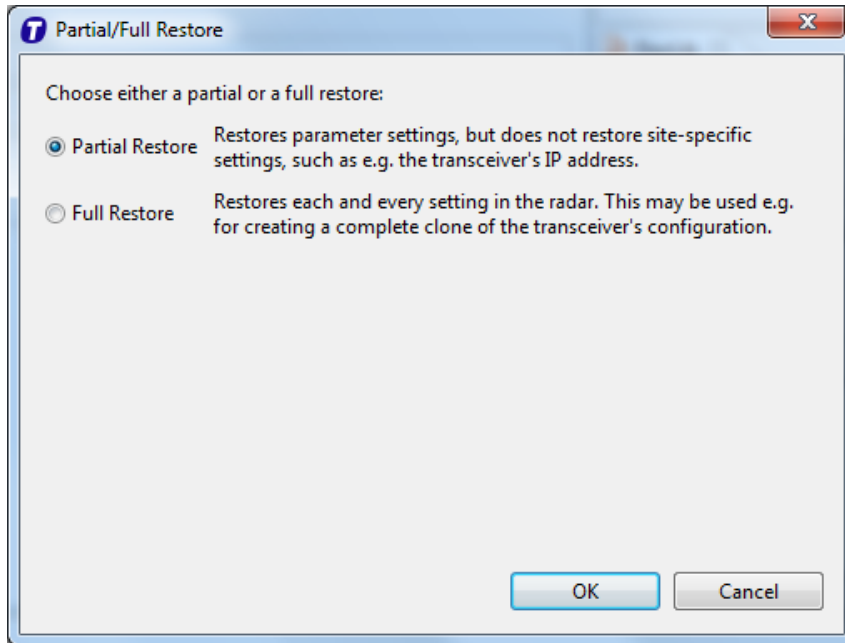 Partial/Full Restore
Choose either a partial or a full restore:
Partial Restore
Restores parameter settings, but does not restore site-specific
settings, such as e.g. the transceiver's IP address.
Full Restore
Restores each and every setting in the radar. This may be used e.g.
for creating a complete clone of the transceiver's configuration.
OK
Cancel